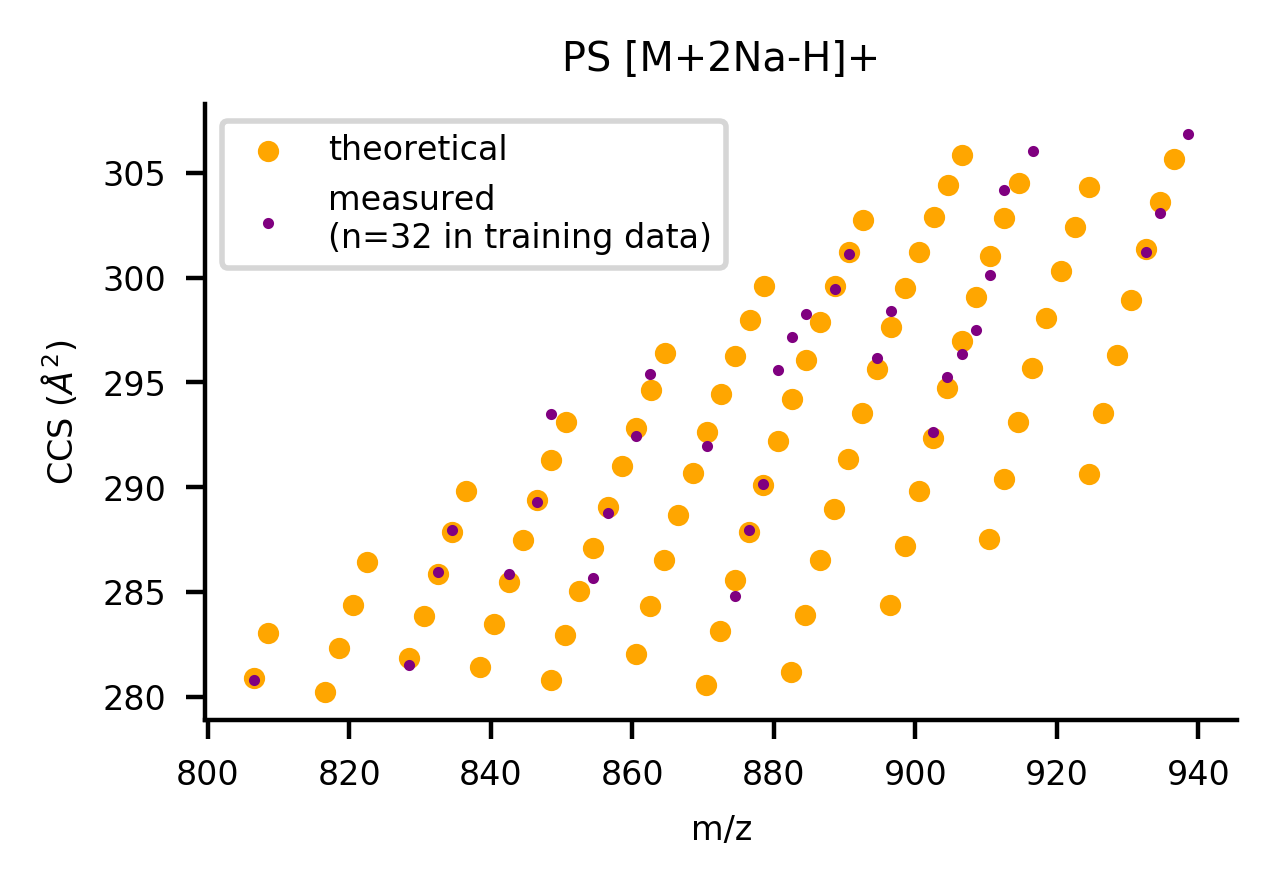 PS [M+2Na-H]+
theoretical
measured
(n=32 in training data)
CCS (Å²)
305
300
295
290
285
280
800 820 840 860 880 900 920 940
m/z